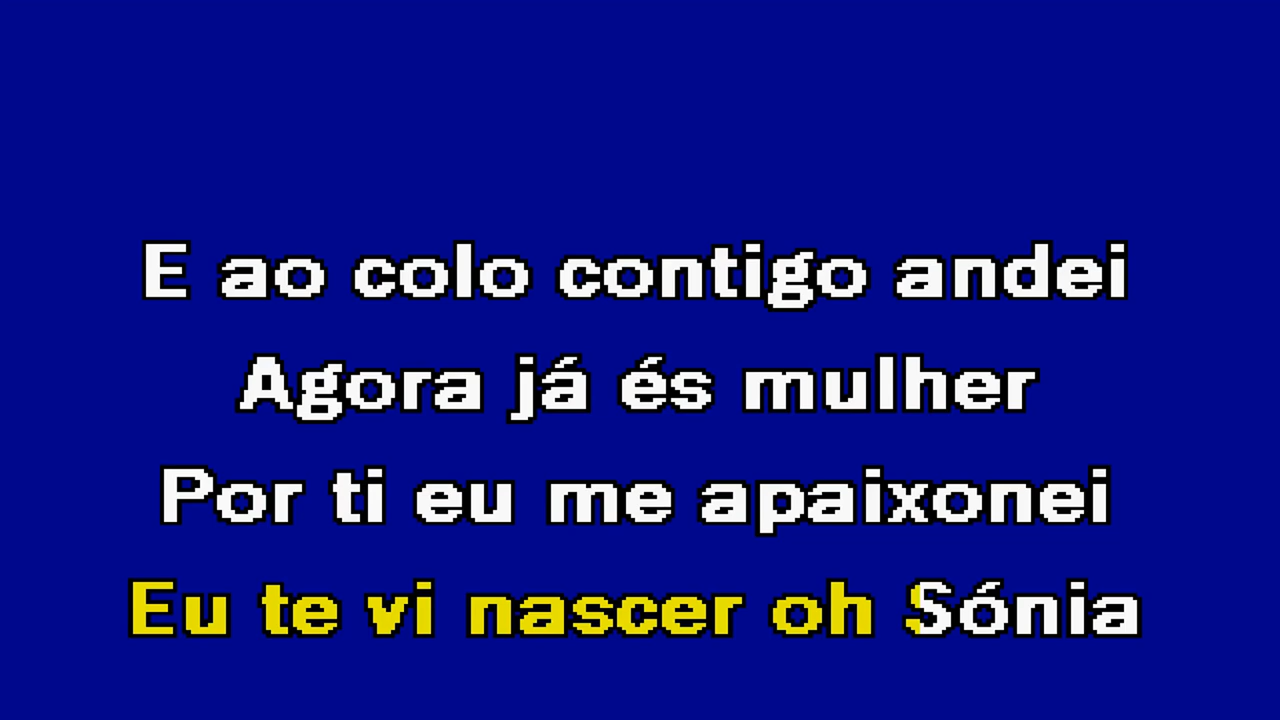 E ao colo contigo andei
Agora já és mulher
Por ti eu me apaixonei
Eu te vi nascer oh Sónia